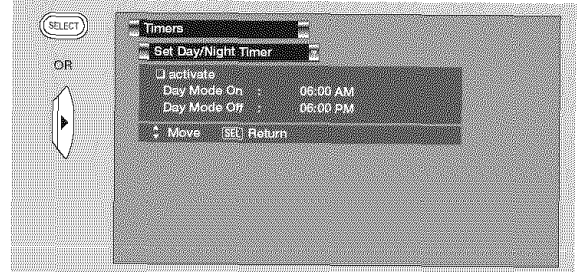 SELECT
OR
Timers
Set Day/Night Timer
❏ activate
Day Mode On : 06:00 AM
Day Mode Off : 06:00 PM
Move SEL Return